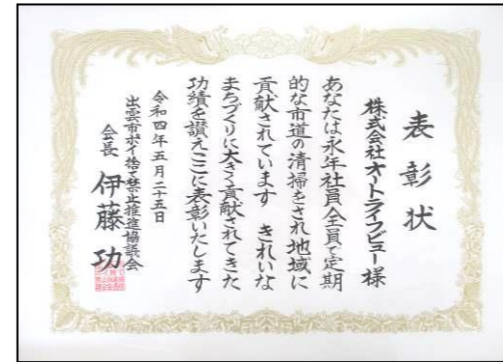 表彰状
株式会社オートライフビュー様
あなたは永年社員全員で定期
的な市道の清掃をされ地域に
貢献されています きれいな
まちづくりに大きく貢献されてきた
功績を讃えここに表彰いたします
令和四年五月二十五日
出雲市ポイ捨て禁止推進協議会
会長 伊藤功